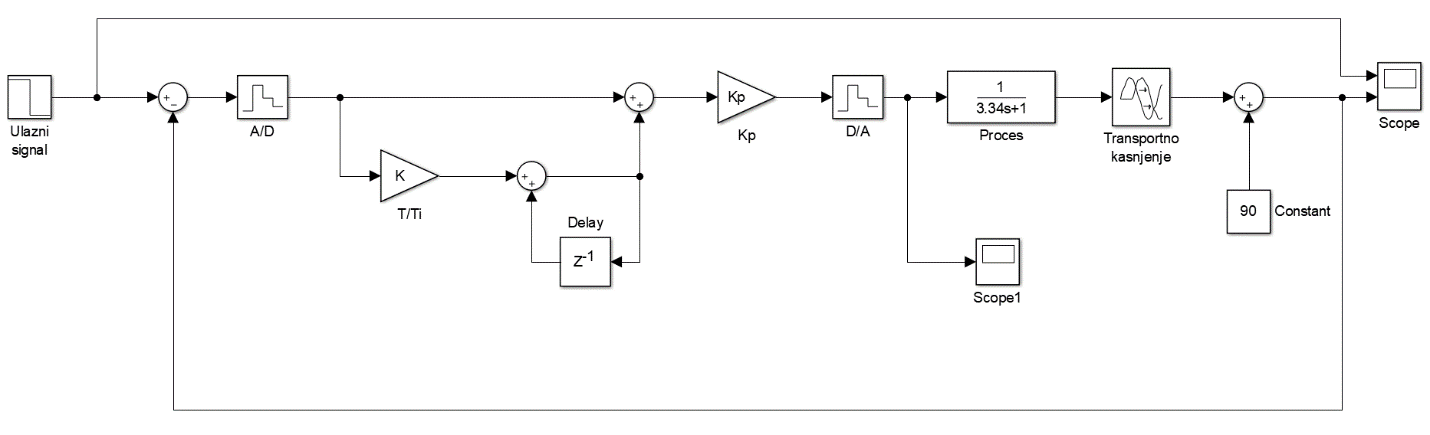 Ulazni
signal
+
−
A/D
K
T/Ti
+
+
Delay
Z-1
+
+
Kp
Kp
D/A
1
3.34s+1
Proces
Transportno
kasnjenje
+
+
90
Constant
Scope
Scope1